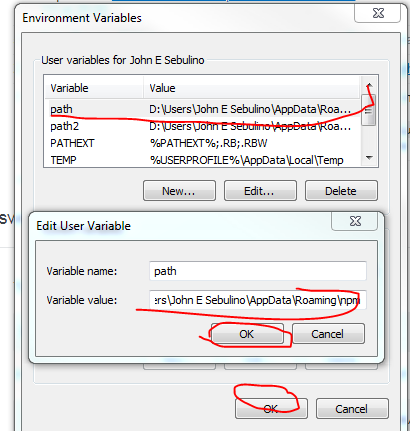 Environment Variables
User variables for John E Sebulino
Variable Value
path D:\Users\John E Sebulino\AppData\Roa...
path2 D:\Users\John E Sebulino\AppData\Roa...
PATHEXT %PATHEXT%;.RB;.RBW
TEMP %USERPROFILE%\AppData\Local\Temp
New... Edit... Delete
SV
Edit User Variable
Variable name: path
Variable value: ers\John E Sebulino\AppData\Roaming\npm
OK Cancel
OK Cancel